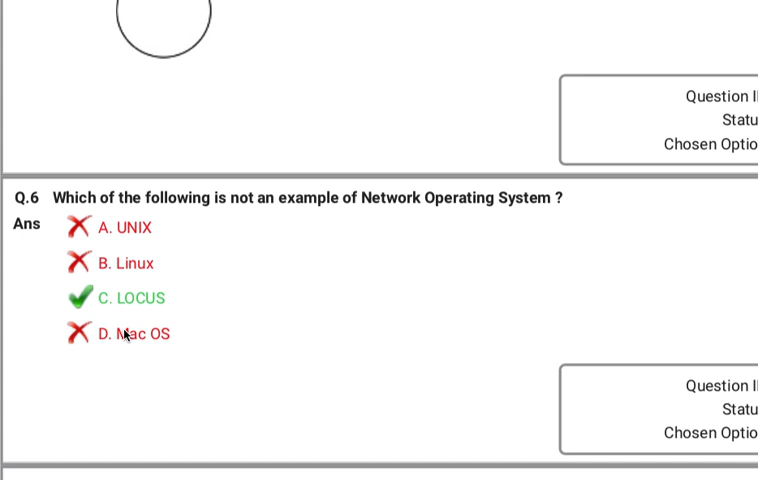 Question I
Statu
Chosen Optio
Q.6 Which of the following is not an example of Network Operating System ?
Ans
A. UNIX
B. Linux
C. LOCUS
D. Mac OS
Question I
Statu
Chosen Optio